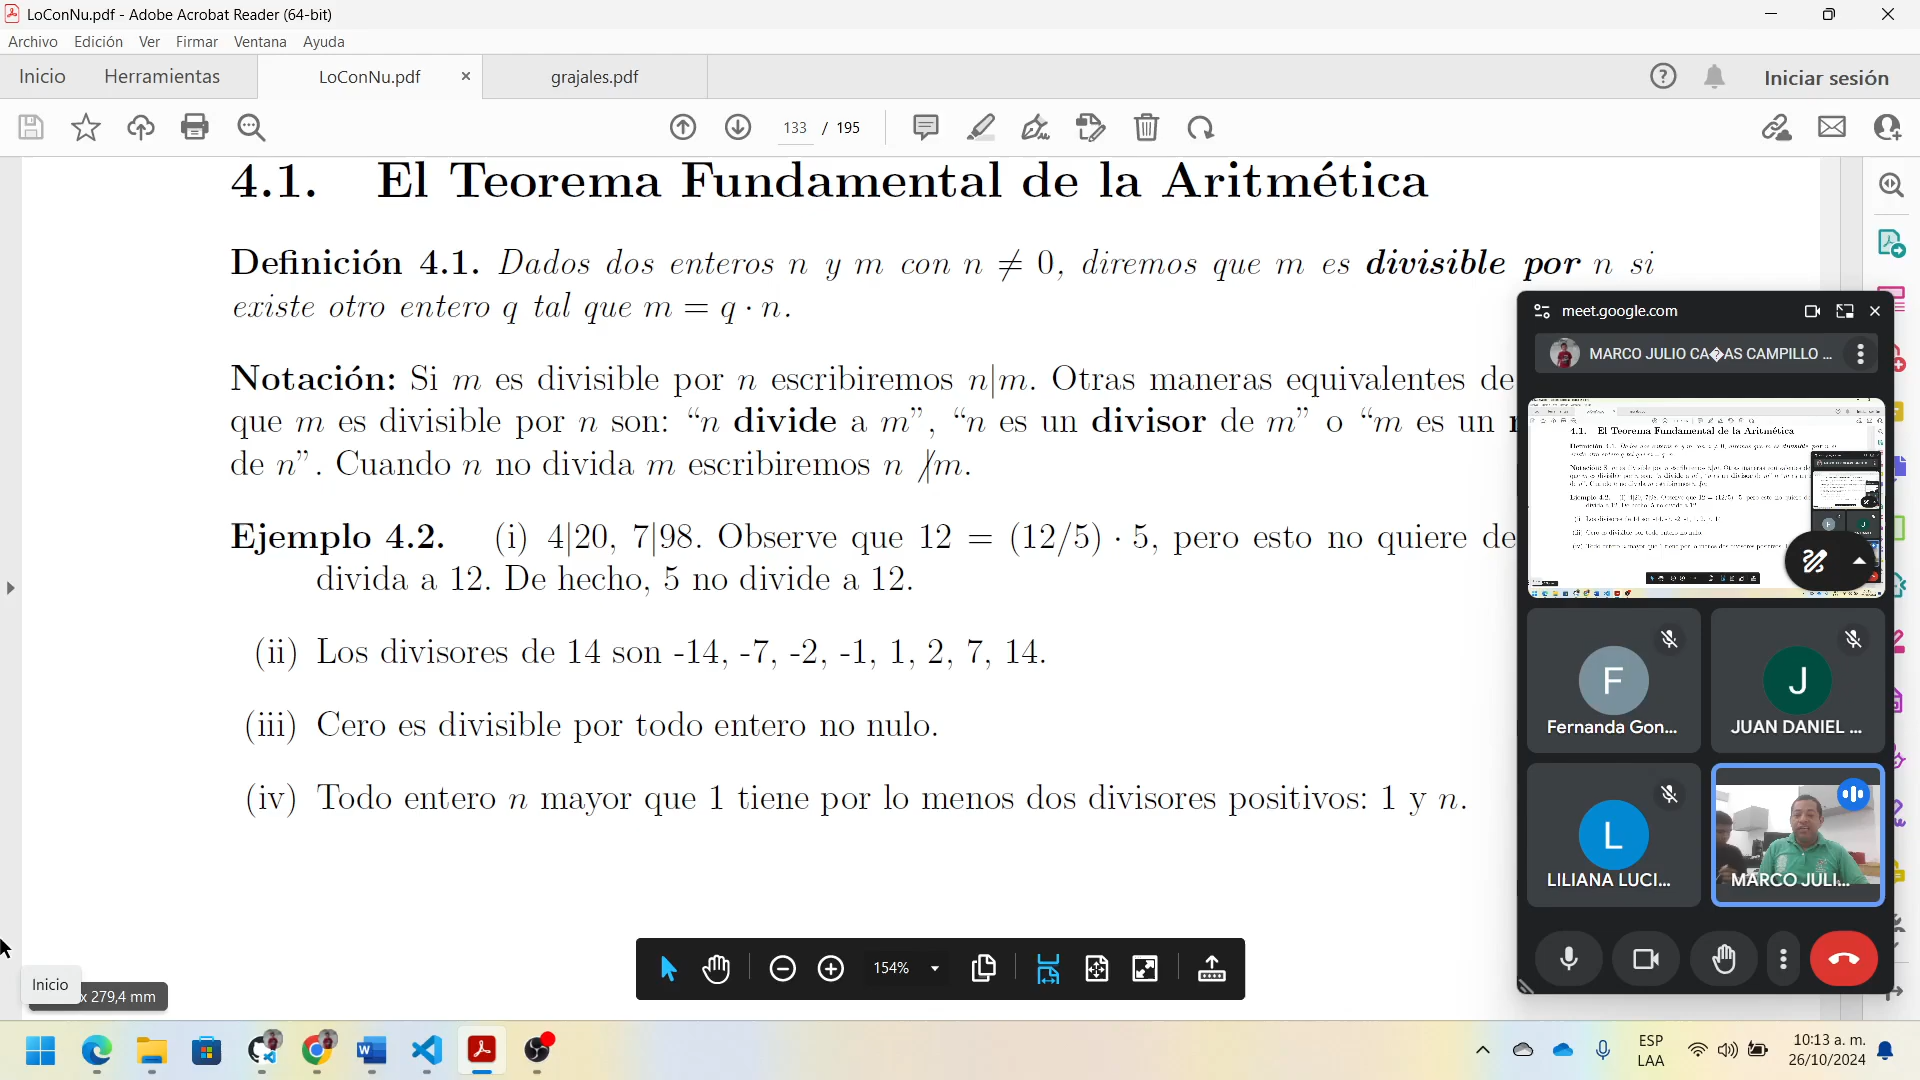 LoConNu.pdf - Adobe Acrobat Reader (64-bit)
Archivo Edición Ver Firmar Ventana Ayuda
Inicio Herramientas LoConNu.pdf × grajales.pdf Iniciar sesión
133 / 195
4.1. El Teorema Fundamental de la Aritmética
Definición 4.1. Dados dos enteros n y m con n ≠ 0, diremos que m es divisible por n si
existe otro entero q tal que m = q · n.
Notación: Si m es divisible por n escribiremos n|m. Otras maneras equivalentes de
que m es divisible por n son: “n divide a m”, “n es un divisor de m” o “m es un
de n”. Cuando n no divida m escribiremos n ∤m.
Ejemplo 4.2. (i) 4|20, 7|98. Observe que 12 = (12/5) · 5, pero esto no quiere de
divida a 12. De hecho, 5 no divide a 12.
(ii) Los divisores de 14 son -14, -7, -2, -1, 1, 2, 7, 14.
(iii) Cero es divisible por todo entero no nulo.
(iv) Todo entero n mayor que 1 tiene por lo menos dos divisores positivos: 1 y n.
meet.google.com
MARCO JULIO CA�AS CAMPILLO ...
4.1. El Teorema Fundamental de la Aritmética
F
Fernanda Gon...
J
JUAN DANIEL ...
L
LILIANA LUCI...
MARCO JULI...
154%
Inicio
x 279,4 mm
ESP
LAA
10:13 a. m.
26/10/2024